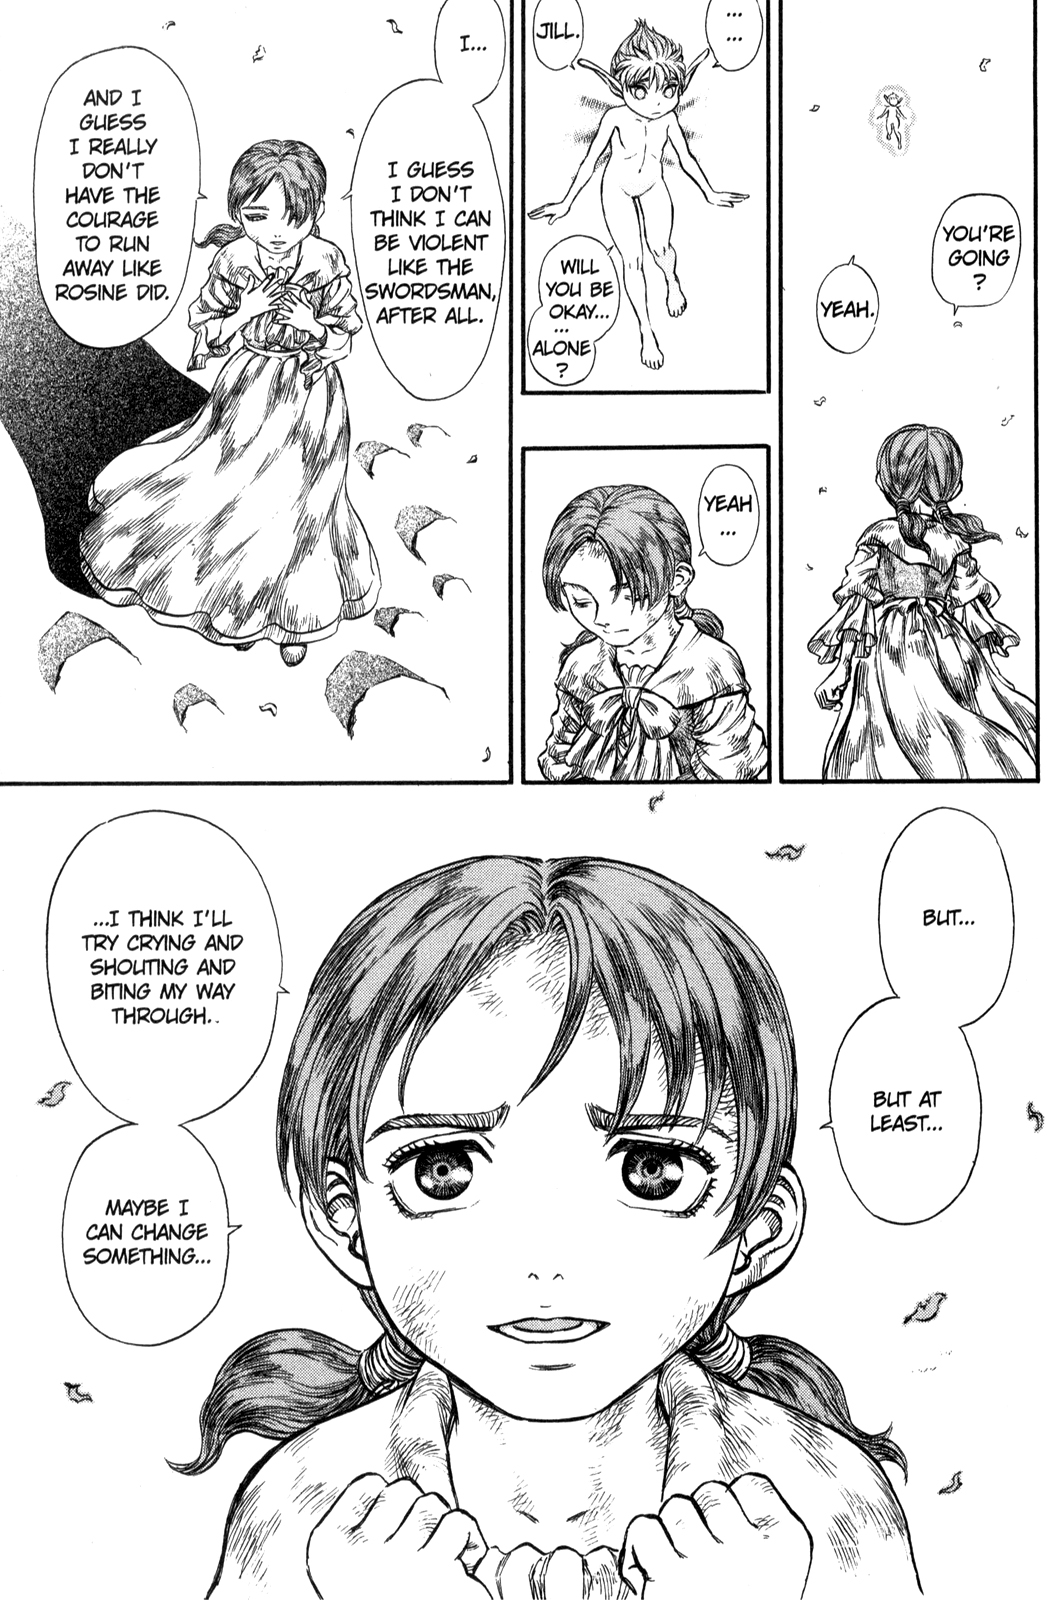 YOU'RE
GOING
?
YEAH.
...
...
JILL.
WILL
YOU BE
OKAY...
...
ALONE
?
YEAH
...
I...
I GUESS
I DON'T
THINK I CAN
BE VIOLENT
LIKE THE
SWORDSMAN,
AFTER ALL.
AND I
GUESS
I REALLY
DON'T
HAVE THE
COURAGE
TO RUN
AWAY LIKE
ROSINE DID.
BUT...
BUT AT
LEAST...
...I THINK I'LL
TRY CRYING AND
SHOUTING AND
BITING MY WAY
THROUGH..
MAYBE I
CAN CHANGE
SOMETHING...